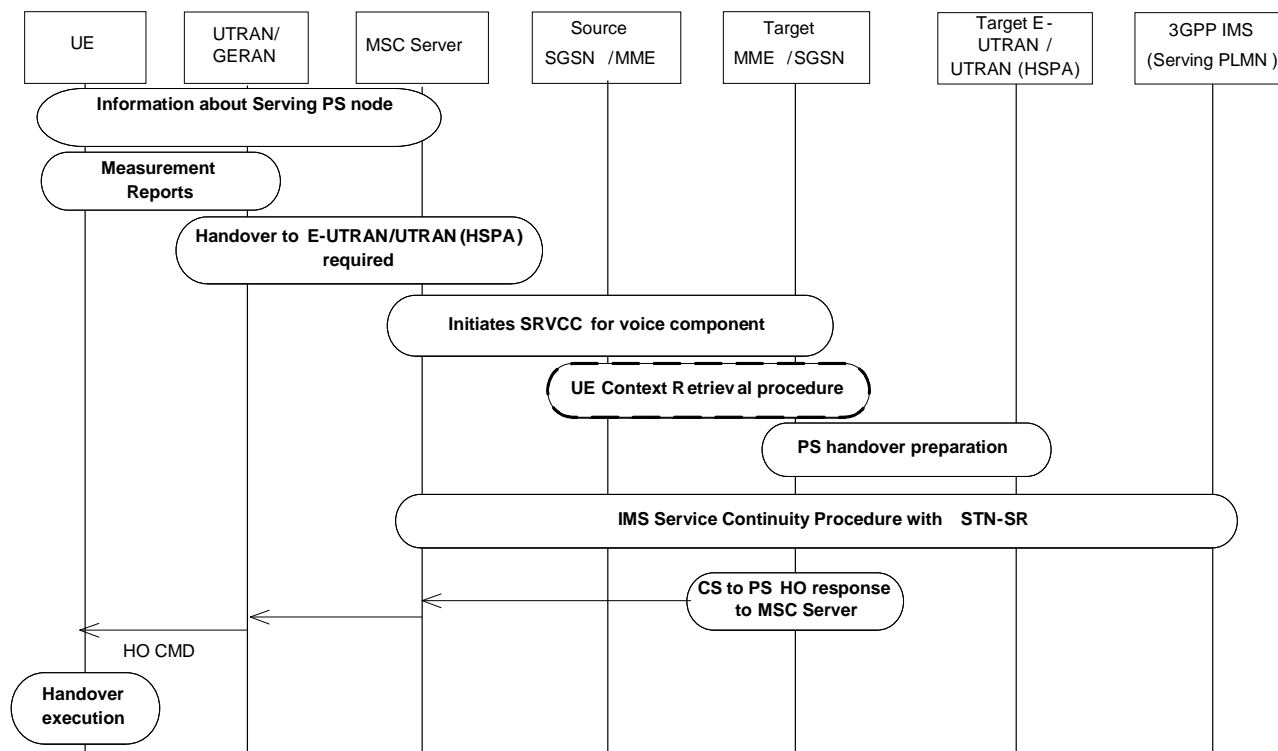 UE
UTRAN/
GERAN
MSC Server
Source
SGSN /MME
Target
MME /SGSN
Target E-
UTRAN /
UTRAN (HSPA)
3GPP IMS
(Serving PLMN )
Information about Serving PS node
Measurement
Reports
Handover to E-UTRAN/UTRAN (HSPA)
required
Initiates SRVCC for voice component
UE Context Retrieval procedure
PS handover preparation
IMS Service Continuity Procedure with STN-SR
CS to PS HO response
to MSC Server
HO CMD
Handover
execution